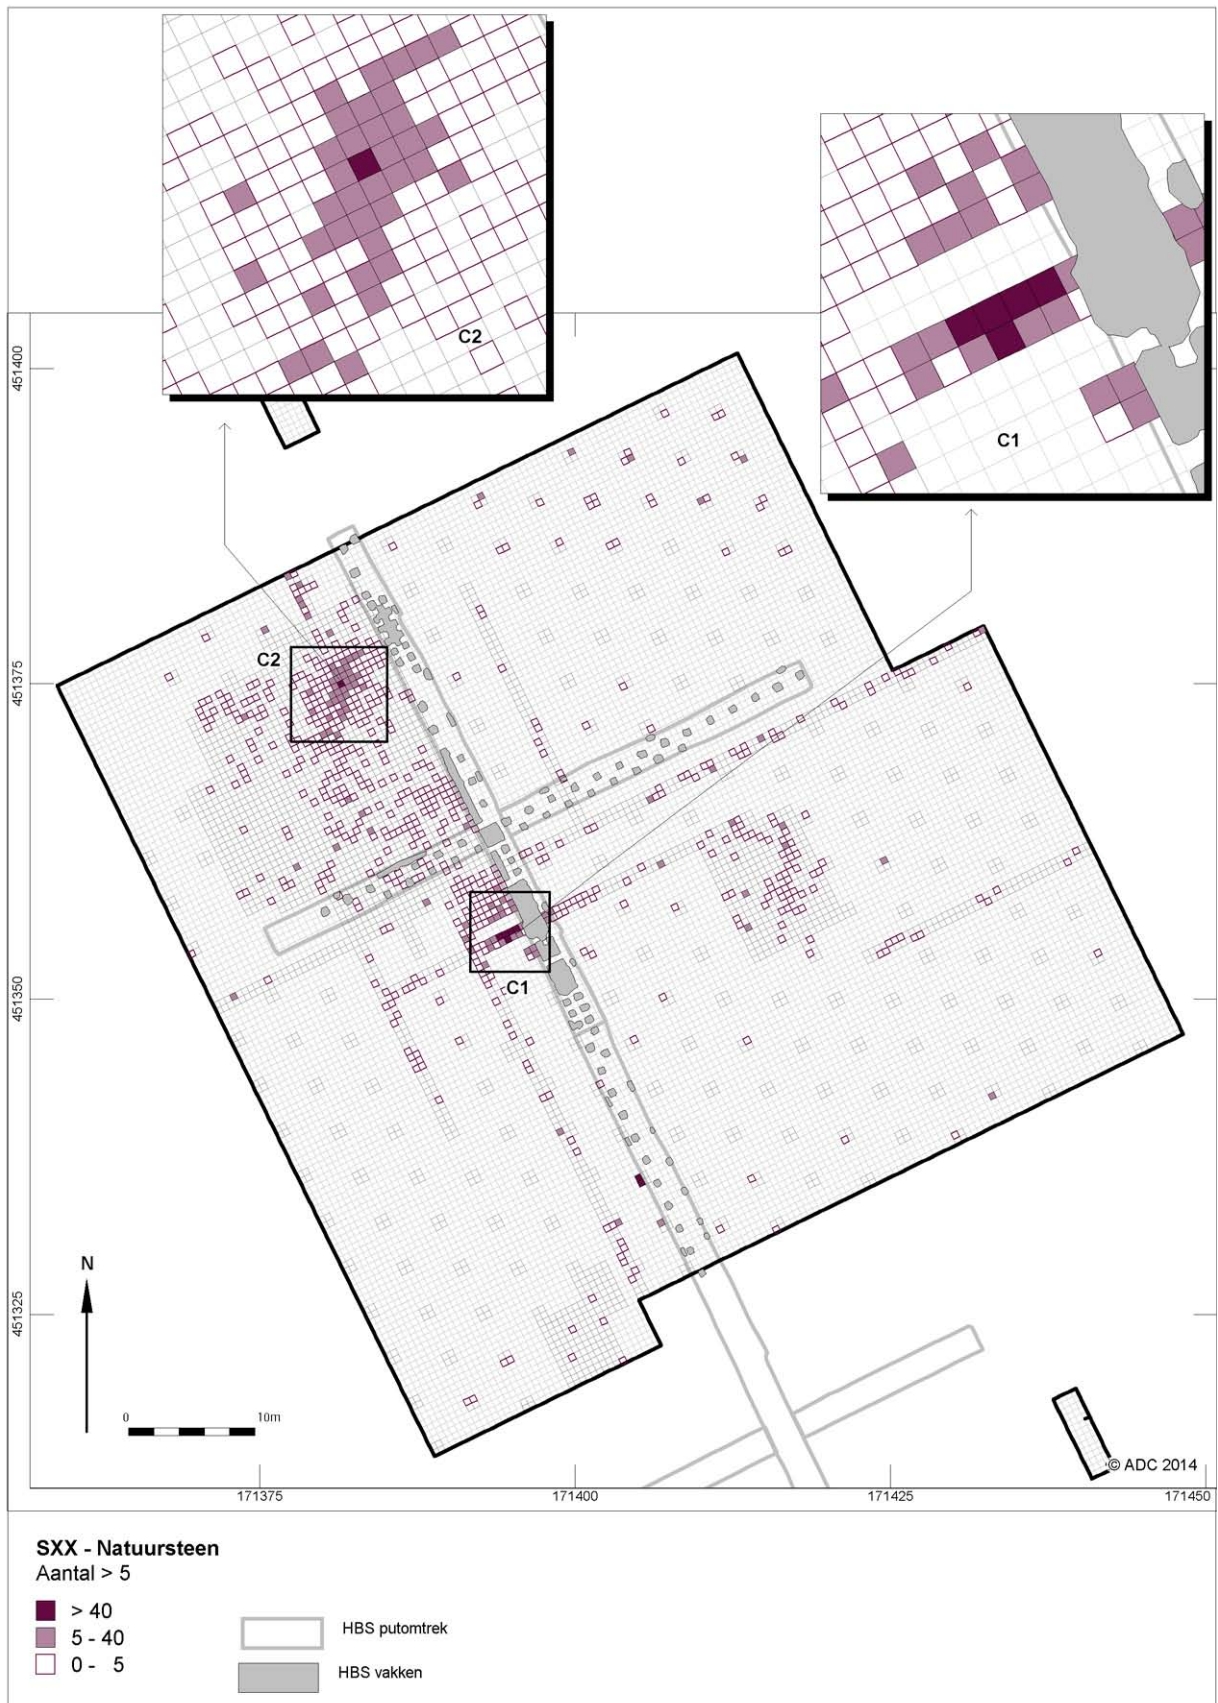 C2
C1
451400
C2
451375
C1
451350
N
451325
0 10m
© ADC 2014
171375 171400 171425 171450
SXX - Natuursteen
Aantal > 5
> 40
5 - 40
0 - 5
HBS putomtrek
HBS vakken